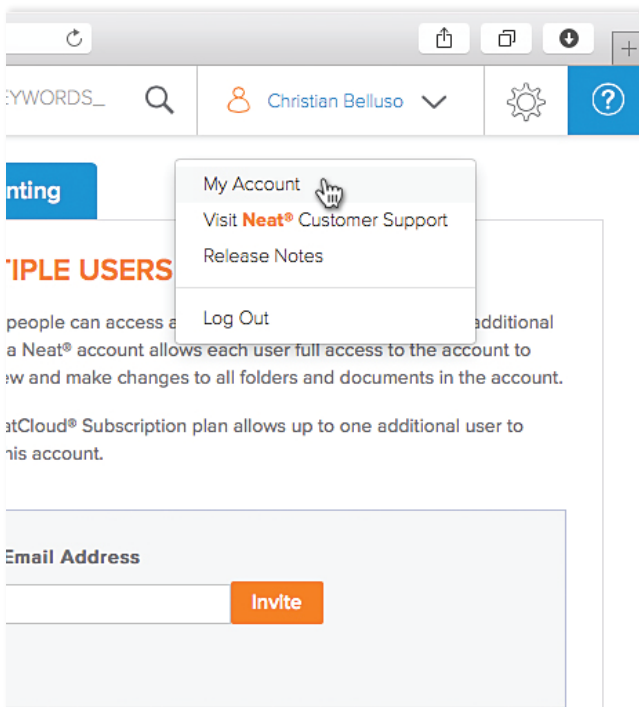 EYWORDS_
Christian Belluso
?
nting
My Account
Visit Neat® Customer Support
Release Notes
Log Out
TIPLE USERS
people can access a
additional
a Neat® account allows each user full access to the account to
ew and make changes to all folders and documents in the account.
atCloud® Subscription plan allows up to one additional user to
his account.
Email Address
Invite